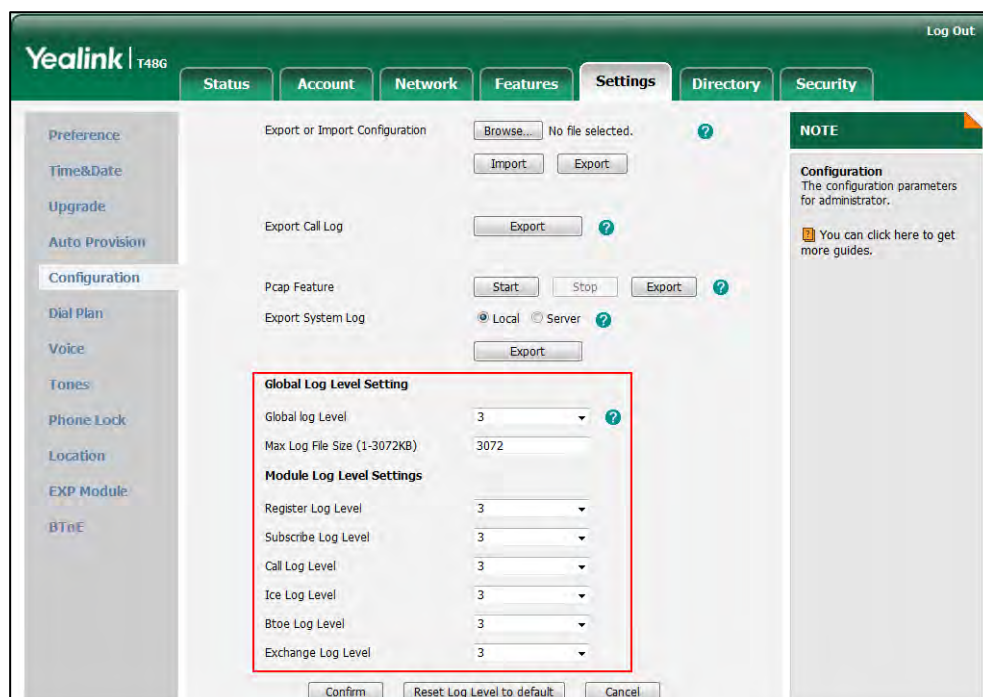 Log Out
Yealink | T48G
Status Account Network Features Settings Directory Security
Preference
Time&Date
Upgrade
Auto Provision
Configuration
Dial Plan
Voice
Tones
Phone Lock
Location
EXP Module
BToE
Export or Import Configuration Browse... No file selected. ?
Import Export
Export Call Log Export ?
Pcap Feature Start Stop Export ?
Export System Log Local Server ?
Export
Global Log Level Setting
Global log Level 3 ?
Max Log File Size (1-3072KB) 3072
Module Log Level Settings
Register Log Level 3
Subscribe Log Level 3
Call Log Level 3
Ice Log Level 3
Btoe Log Level 3
Exchange Log Level 3
Confirm Reset Log Level to default Cancel
NOTE
Configuration
The configuration parameters
for administrator.
? You can click here to get
more guides.